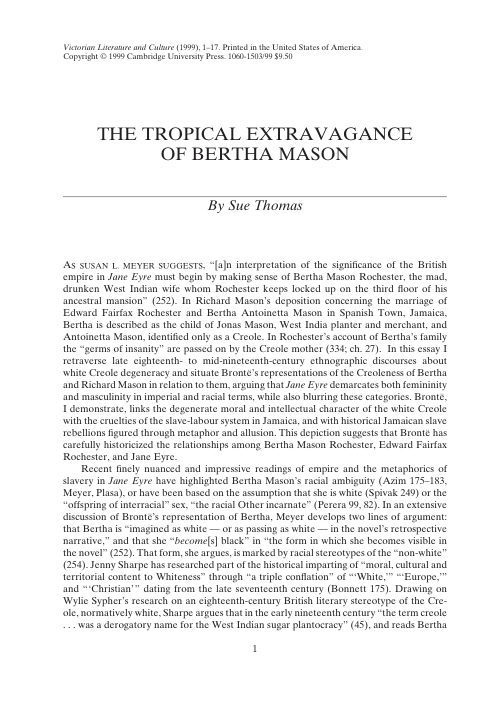 Victorian Literature and Culture (1999), 1–17. Printed in the United States of America.
Copyright © 1999 Cambridge University Press. 1060-1503/99 $9.50
THE TROPICAL EXTRAVAGANCE
OF BERTHA MASON
By Sue Thomas
AS SUSAN L. MEYER SUGGESTS, “[a]n interpretation of the significance of the British
empire in Jane Eyre must begin by making sense of Bertha Mason Rochester, the mad,
drunken West Indian wife whom Rochester keeps locked up on the third floor of his
ancestral mansion” (252). In Richard Mason’s deposition concerning the marriage of
Edward Fairfax Rochester and Bertha Antoinetta Mason in Spanish Town, Jamaica,
Bertha is described as the child of Jonas Mason, West India planter and merchant, and
Antoinetta Mason, identified only as a Creole. In Rochester’s account of Bertha’s family
the “germs of insanity” are passed on by the Creole mother (334; ch. 27). In this essay I
retraverse late eighteenth- to mid-nineteenth-century ethnographic discourses about
white Creole degeneracy and situate Brontë’s representations of the Creoleness of Bertha
and Richard Mason in relation to them, arguing that Jane Eyre demarcates both femininity
and masculinity in imperial and racial terms, while also blurring these categories. Brontë,
I demonstrate, links the degenerate moral and intellectual character of the white Creole
with the cruelties of the slave-labour system in Jamaica, and with historical Jamaican slave
rebellions figured through metaphor and allusion. This depiction suggests that Brontë has
carefully historicized the relationships among Bertha Mason Rochester, Edward Fairfax
Rochester, and Jane Eyre.
Recent finely nuanced and impressive readings of empire and the metaphorics of
slavery in Jane Eyre have highlighted Bertha Mason’s racial ambiguity (Azim 175–183,
Meyer, Plasa), or have been based on the assumption that she is white (Spivak 249) or the
“offspring of interracial” sex, “the racial Other incarnate” (Perera 99, 82). In an extensive
discussion of Brontë’s representation of Bertha, Meyer develops two lines of argument:
that Bertha is “imagined as white — or as passing as white — in the novel’s retrospective
narrative,” and that she “become[s] black” in “the form in which she becomes visible in
the novel” (252). That form, she argues, is marked by racial stereotypes of the “non-white”
(254). Jenny Sharpe has researched part of the historical imparting of “moral, cultural and
territorial content to Whiteness” through “a triple conflation” of “‘White,’” “‘Europe,’”
and “‘Christian’” dating from the late seventeenth century (Bonnett 175). Drawing on
Wylie Sypher’s research on an eighteenth-century British literary stereotype of the Cre-
ole, normatively white, Sharpe argues that in the early nineteenth century “the term creole
. . . was a derogatory name for the West Indian sugar plantocracy” (45), and reads Bertha
1